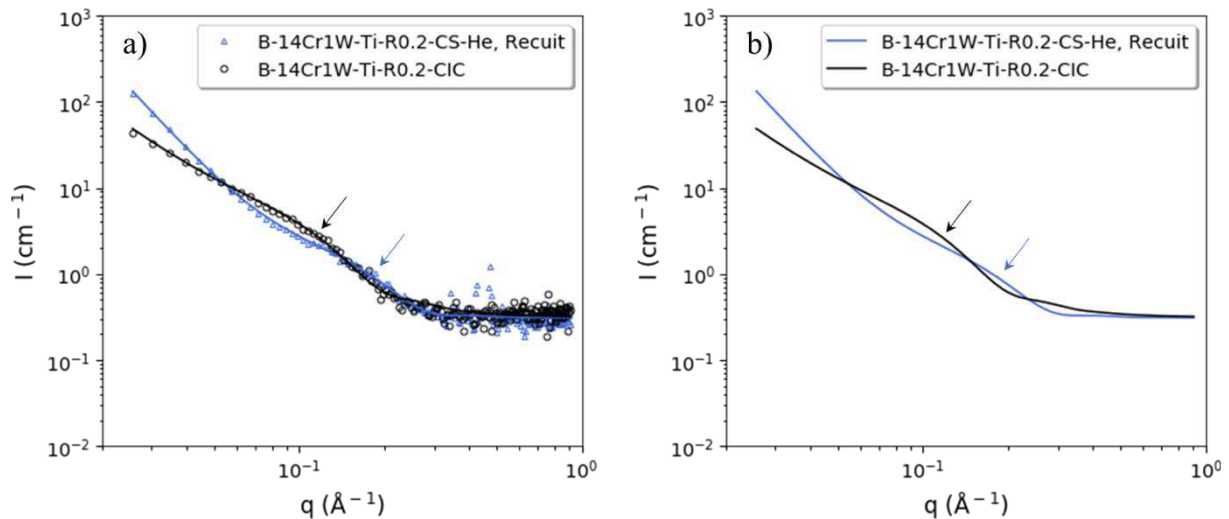 a)
B-14Cr1W-Ti-R0.2-CS-He, Recuit
B-14Cr1W-Ti-R0.2-CIC
10³
10²
10¹
10⁰
10⁻¹
10⁻²
I (cm⁻¹)
10⁻¹
10⁰
q (Å⁻¹)
b)
B-14Cr1W-Ti-R0.2-CS-He, Recuit
B-14Cr1W-Ti-R0.2-CIC
10³
10²
10¹
10⁰
10⁻¹
10⁻²
I (cm⁻¹)
10⁻¹
10⁰
q (Å⁻¹)